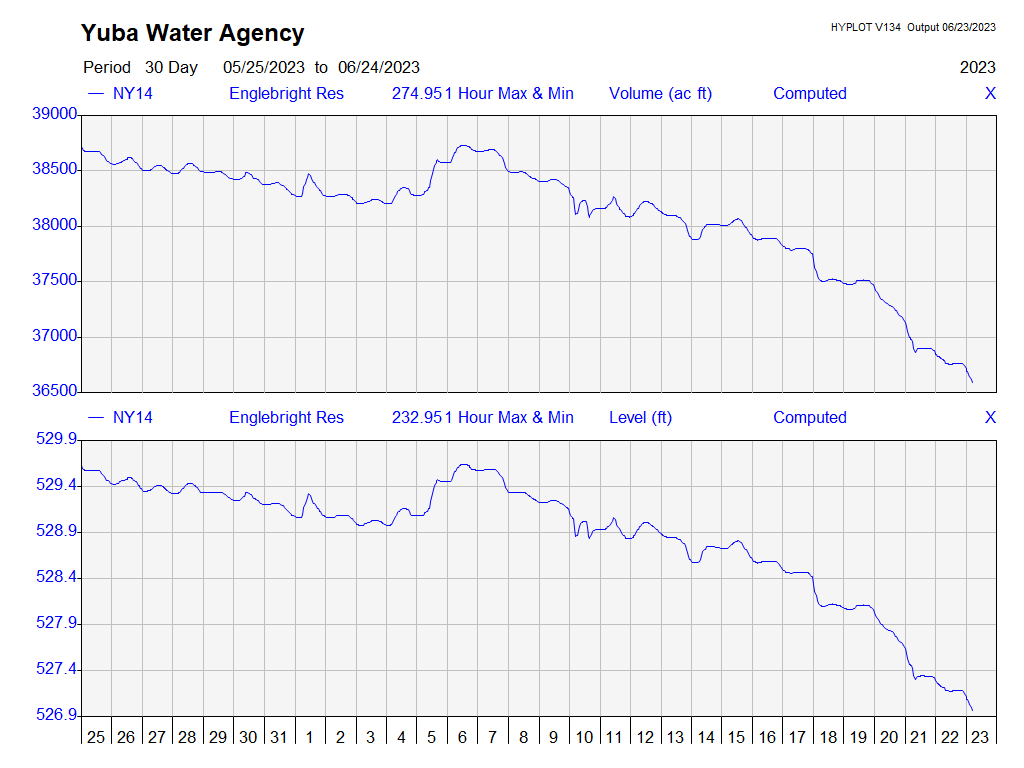 Yuba Water Agency
HYPLOT V134 Output 06/23/2023
Period 30 Day 05/25/2023 to 06/24/2023 2023
NY14 Englebright Res 274.951 Hour Max & Min Volume (ac ft) Computed X
39000
38500
38000
37500
37000
36500
NY14 Englebright Res 232.951 Hour Max & Min Level (ft) Computed X
529.9
529.4
528.9
528.4
527.9
527.4
526.9
25 26 27 28 29 30 31 1 2 3 4 5 6 7 8 9 10 11 12 13 14 15 16 17 18 19 20 21 22 23